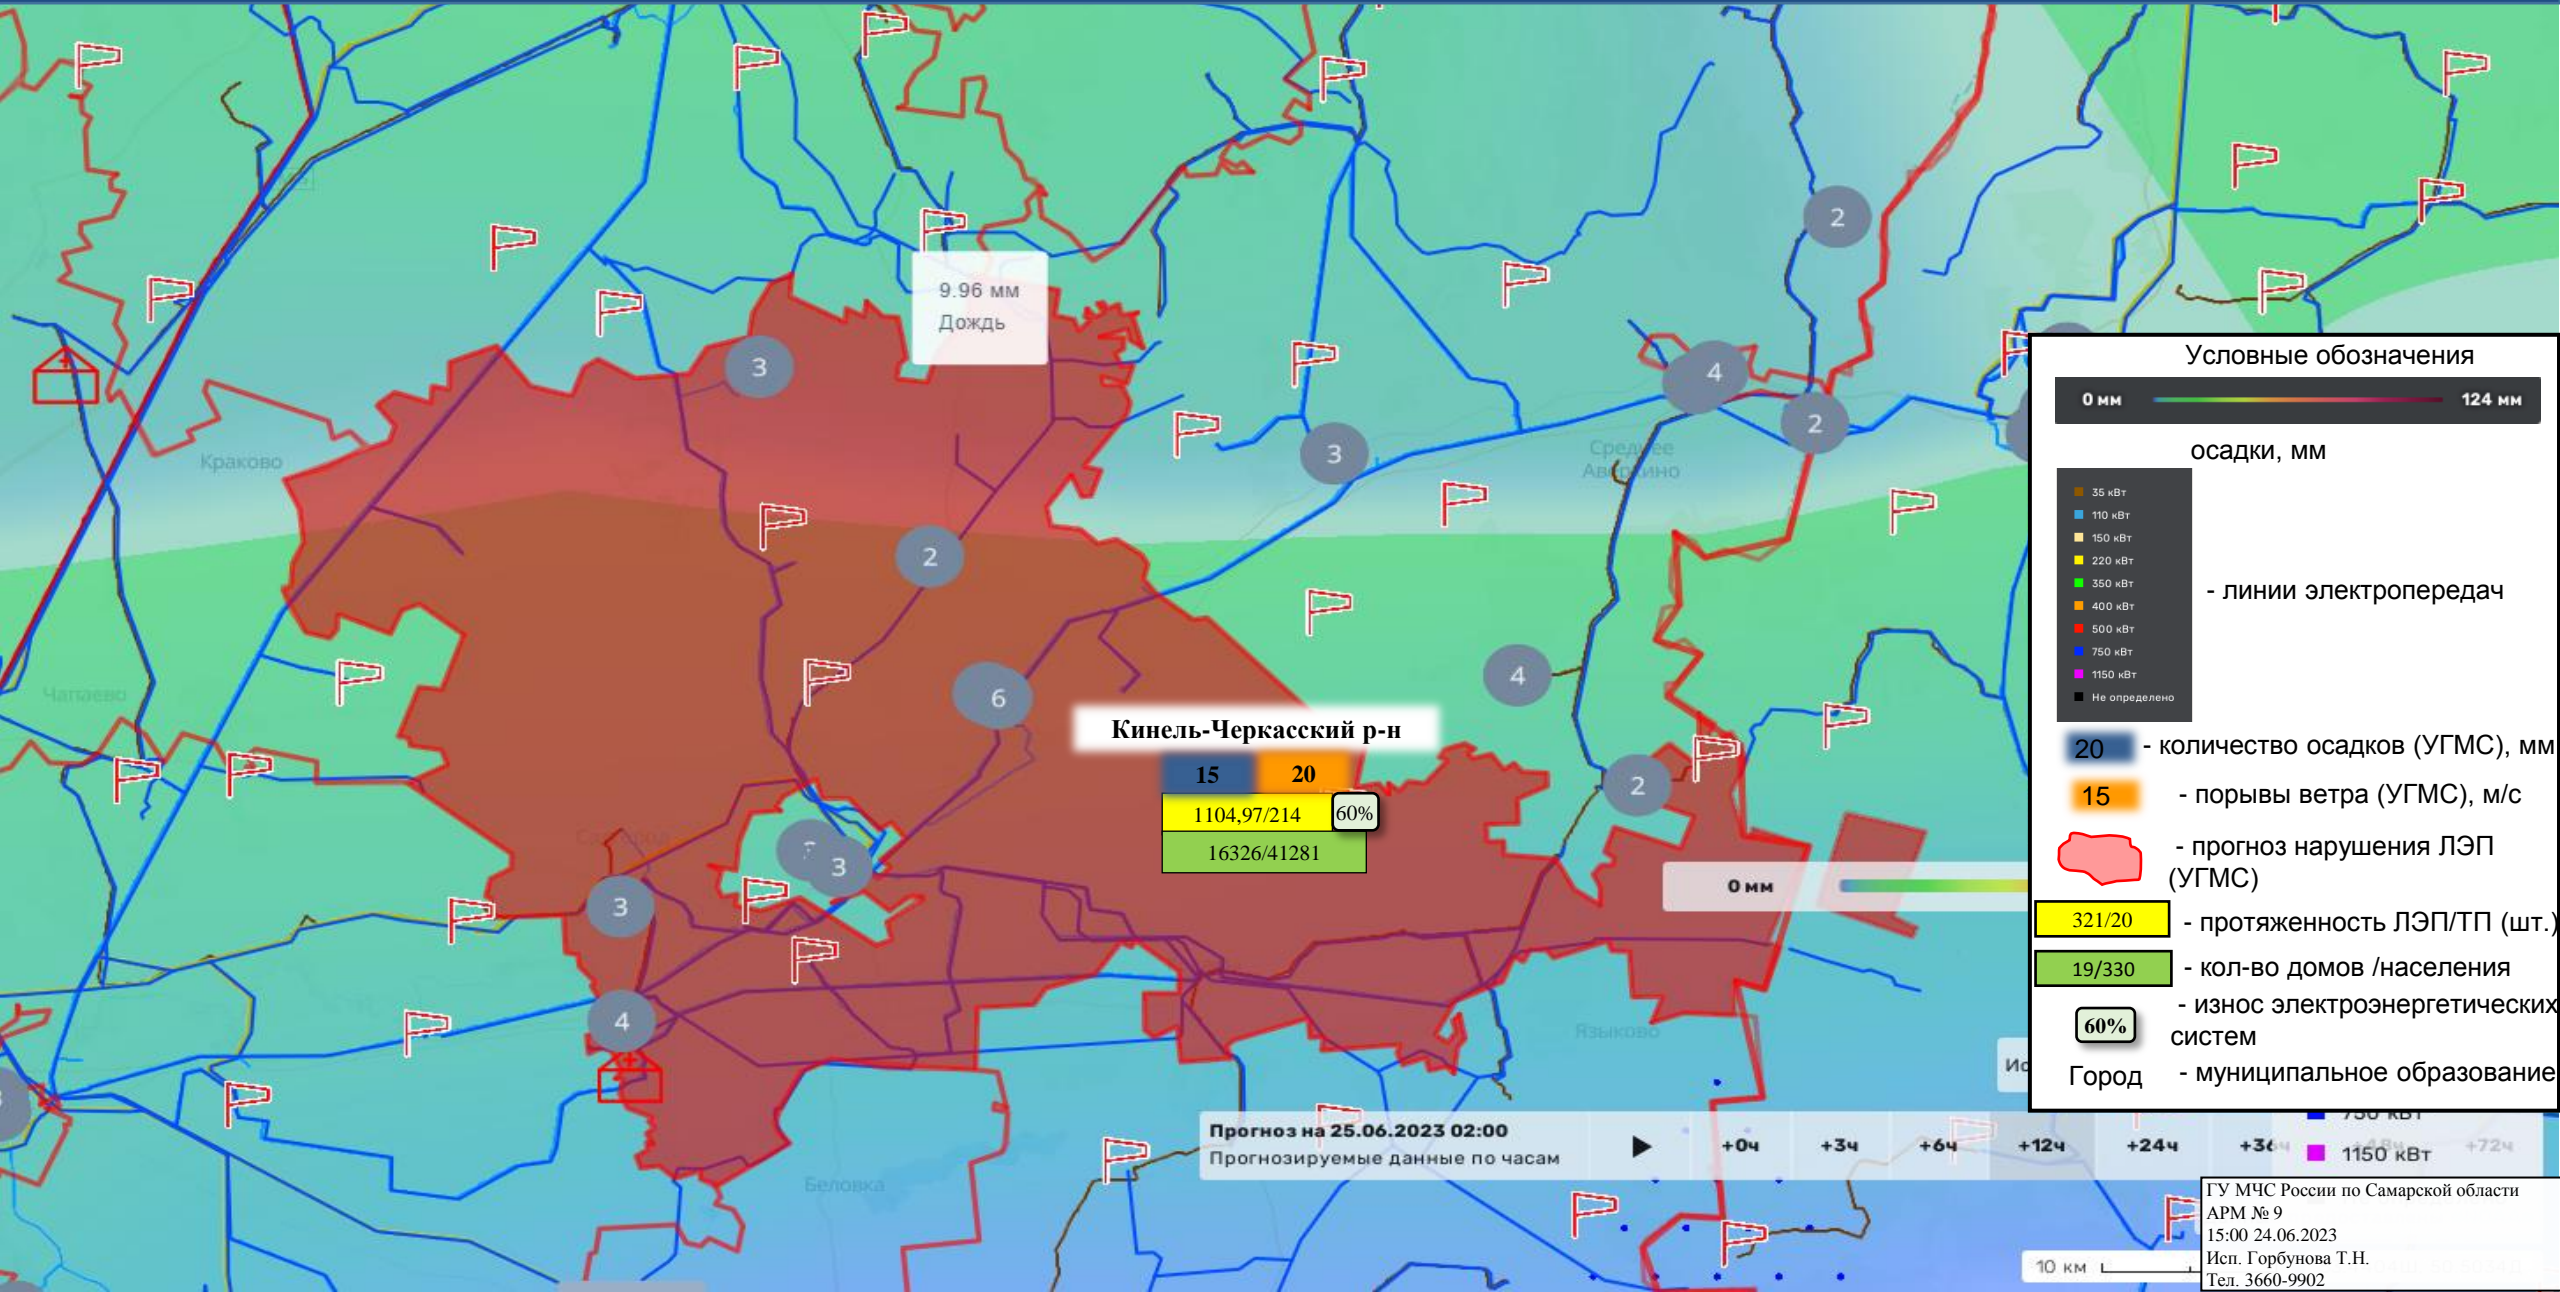 2
9.96 мм
Дождь
3
4
2
3
Краково
Среднее
Аверкино
2
6
4
Чапаево
Кинель-Черкасский р-н
15 20
1104,97/214 60%
16326/41281
2
3
3
0 мм
4
Языково
Беловка
Прогноз на 25.06.2023 02:00
Прогнозируемые данные по часам
+0ч +3ч +6ч +12ч +24ч +36ч +48ч +72ч
750 кВт
1150 кВт
10 км
Условные обозначения
0 мм 124 мм
осадки, мм
35 кВт
110 кВт
150 кВт
220 кВт
350 кВт
400 кВт
500 кВт
750 кВт
1150 кВт
Не определено
- линии электропередач
20 - количество осадков (УГМС), мм
15 - порывы ветра (УГМС), м/с
- прогноз нарушения ЛЭП
(УГМС)
321/20 - протяженность ЛЭП/ТП (шт.)
19/330 - кол-во домов /населения
- износ электроэнергетических
60% систем
Город - муниципальное образование
ГУ МЧС России по Самарской области
АРМ № 9
15:00 24.06.2023
Исп. Горбунова Т.Н.
Тел. 3660-9902